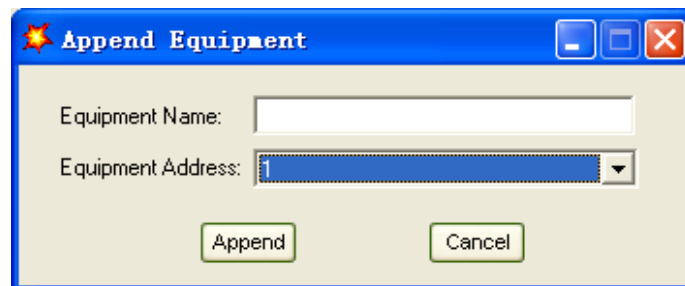 Append Equipment
Equipment Name:
Equipment Address: 1
Append Cancel